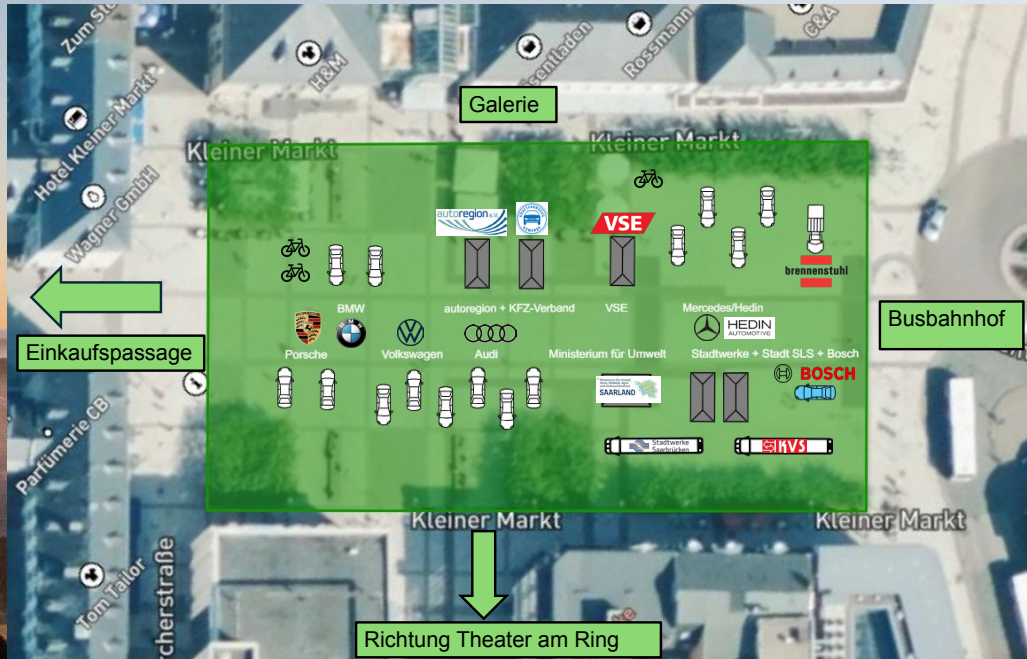 Zum St
H&M
isentladen
Rossmann
C&A
Galerie
Hotel Kleiner Markt
Kleiner Markt
Kleiner Markt
Wagner GmbH
autoregion e.V.
VSE
brennenstuhl
BMW
autoregion + KFZ-Verband
VSE
Mercedes/Hedin
HEDIN
AUTOMOTIVE
Busbahnhof
Einkaufspassage
Porsche
Volkswagen
Audi
Ministerium für Umwelt
Stadtwerke + Stadt SLS + Bosch
BOSCH
SAARLAND
Parfümerie CB
Stadtwerke
Saarbrücken
KVS
Kleiner Markt
Kleiner Markt
Tom Tailor
rcherstraße
Richtung Theater am Ring